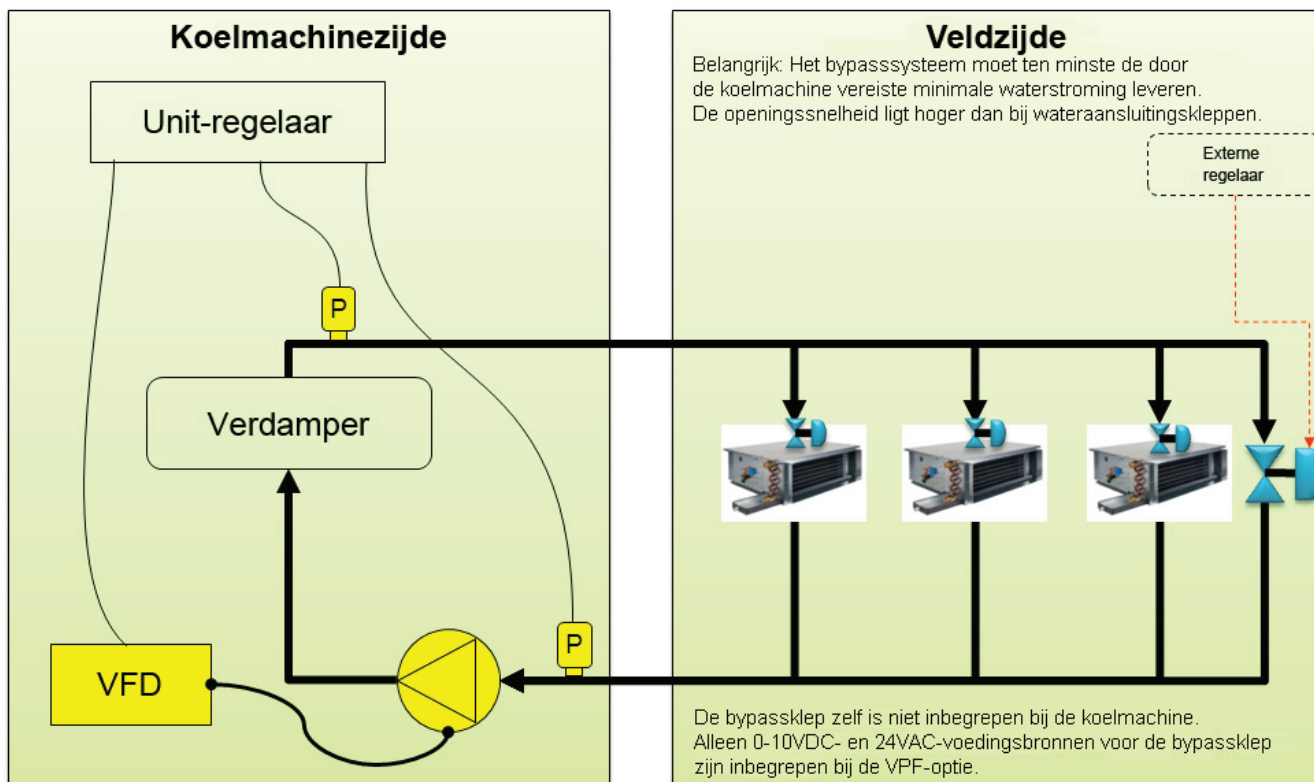 Koelmachinezijde
Unit-regelaar
P
Verdamper
P
VFD
Veldzijde
Belangrijk: Het bypasssysteem moet ten minste de door
de koelmachine vereiste minimale waterstroming leveren.
De openingssnelheid ligt hoger dan bij wateraansluitingskleppen.
Externe
regelaar
De bypassklep zelf is niet inbegrepen bij de koelmachine.
Alleen 0-10VDC- en 24VAC-voedingsbronnen voor de bypassklep
zijn inbegrepen bij de VPF-optie.